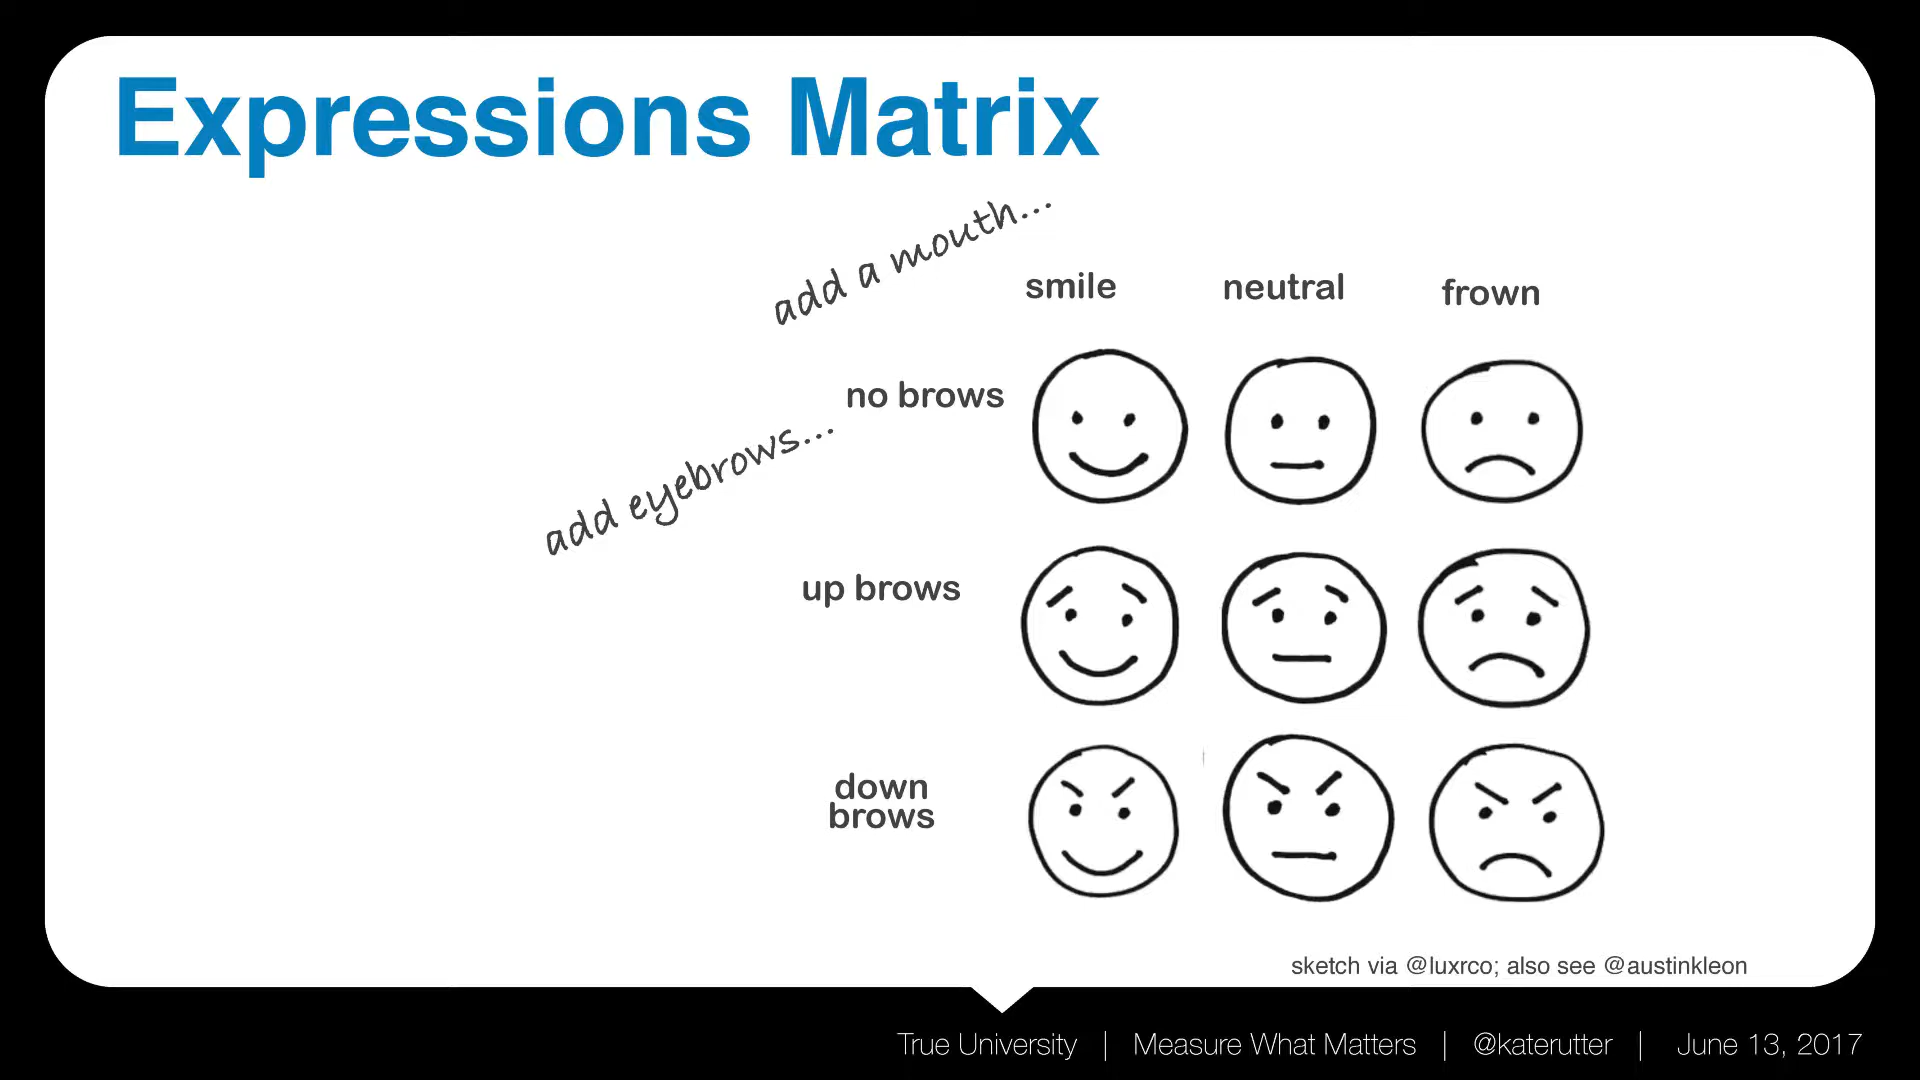 Expressions Matrix
add a mouth...
smile neutral frown
no brows
add eyebrows...
up brows
down
brows
sketch via @luxrco; also see @austinkleon
True University | Measure What Matters | @katerutter | June 13, 2017